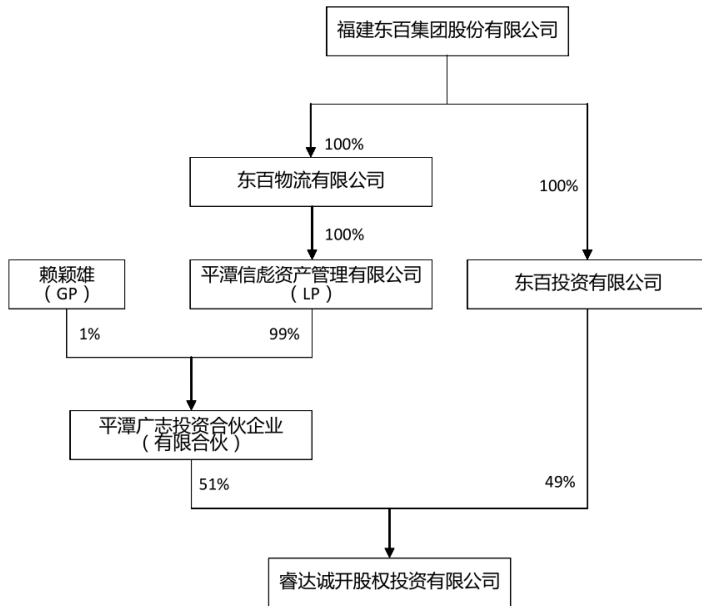 福建东百集团股份有限公司
100%
东百物流有限公司
100%
100%
赖颖雄
（GP）
平潭信彪资产管理有限公司
（LP）
东百投资有限公司
1%
99%
平潭广志投资合伙企业
（有限合伙）
51%
49%
睿达诚开股权投资有限公司